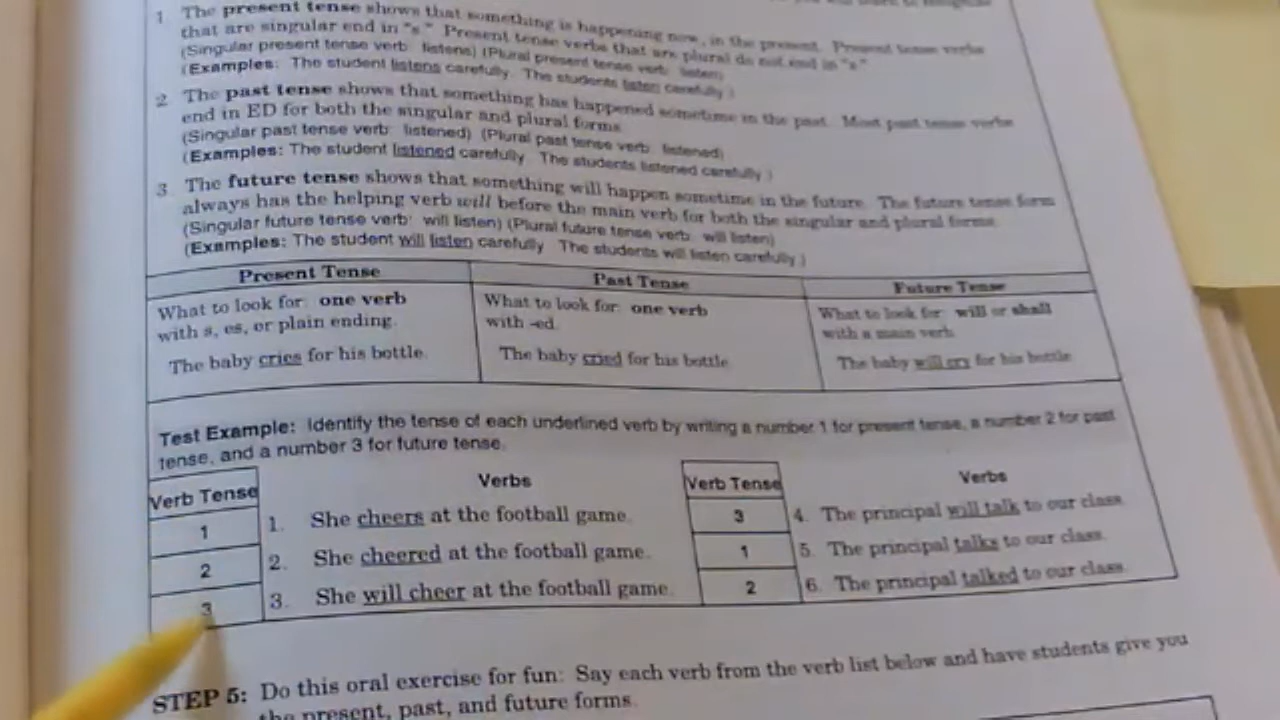 1. The present tense shows that something is happening now, in the present. Present tense verbs
that are singular end in "s." Present tense verbs that are plural do not end in "s."
(Singular present tense verb: listens) (Plural present tense verb: listen)
(Examples: The student listens carefully. The students listen carefully.)
2. The past tense shows that something has happened sometime in the past. Most past tense verbs
end in ED for both the singular and plural forms.
(Singular past tense verb: listened) (Plural past tense verb: listened)
(Examples: The student listened carefully. The students listened carefully.)
3. The future tense shows that something will happen sometime in the future. The future tense form
always has the helping verb will before the main verb for both the singular and plural forms.
(Singular future tense verb: will listen) (Plural future tense verb: will listen)
(Examples: The student will listen carefully. The students will listen carefully.)
Present Tense
What to look for: one verb
with s, es, or plain ending.
The baby cries for his bottle.
Past Tense
What to look for: one verb
with -ed.
The baby cried for his bottle.
Future Tense
What to look for: will or shall
with a main verb.
The baby will cry for his bottle.
Test Example: Identify the tense of each underlined verb by writing a number 1 for present tense, a number 2 for past
tense, and a number 3 for future tense.
Verb Tense Verbs
1 1. She cheers at the football game.
2 2. She cheered at the football game.
3 3. She will cheer at the football game.
Verb Tense Verbs
3 4. The principal will talk to our class.
1 5. The principal talks to our class.
2 6. The principal talked to our class.
STEP 5: Do this oral exercise for fun: Say each verb from the verb list below and have students give you
the present, past, and future forms.